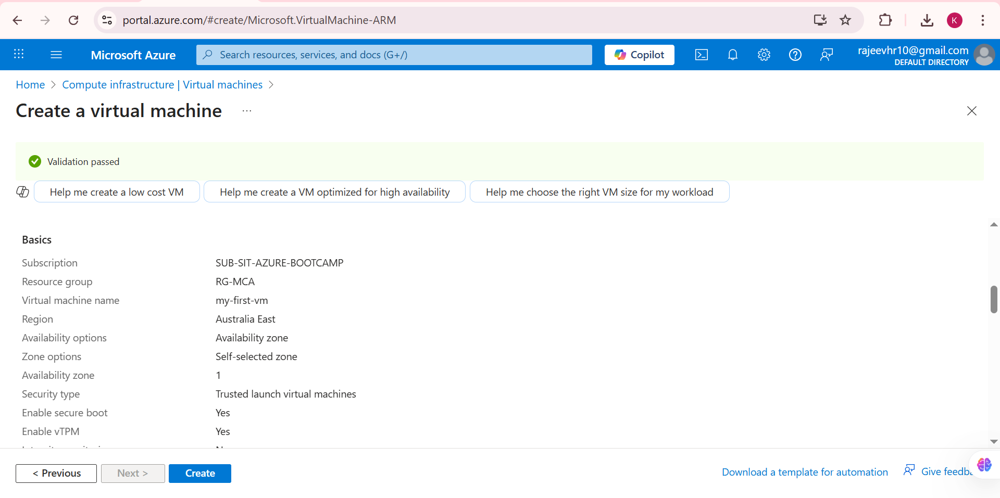 portal.azure.com/#create/Microsoft.VirtualMachine-ARM
K
Microsoft Azure
Search resources, services, and docs (G+/)
Copilot
rajeevhr10@gmail.com
DEFAULT DIRECTORY
Home > Compute infrastructure | Virtual machines >
Create a virtual machine ...
Validation passed
Help me create a low cost VM
Help me create a VM optimized for high availability
Help me choose the right VM size for my workload
Basics
Subscription SUB-SIT-AZURE-BOOTCAMP
Resource group RG-MCA
Virtual machine name my-first-vm
Region Australia East
Availability options Availability zone
Zone options Self-selected zone
Availability zone 1
Security type Trusted launch virtual machines
Enable secure boot Yes
Enable vTPM Yes
< Previous
Next >
Create
Download a template for automation
Give feedba